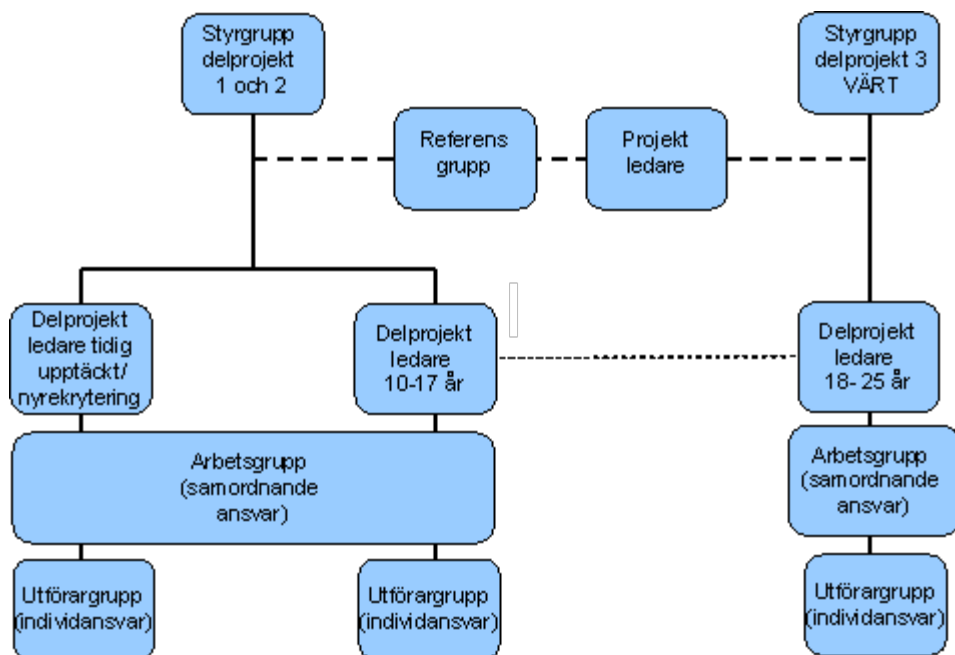 Styrgrupp
delprojekt
1 och 2
Styrgrupp
delprojekt 3
VÄRT
Referens
grupp
Projekt
ledare
Delprojekt
ledare tidig
upptäckt/
nyrekrytering
Delprojekt
ledare
10-17 år
Delprojekt
ledare
18- 25 år
Arbetsgrupp
(samordnande
ansvar)
Arbetsgrupp
(samordnande
ansvar)
Utförargrupp
(individansvar)
Utförargrupp
(individansvar)
Utförargrupp
(individansvar)